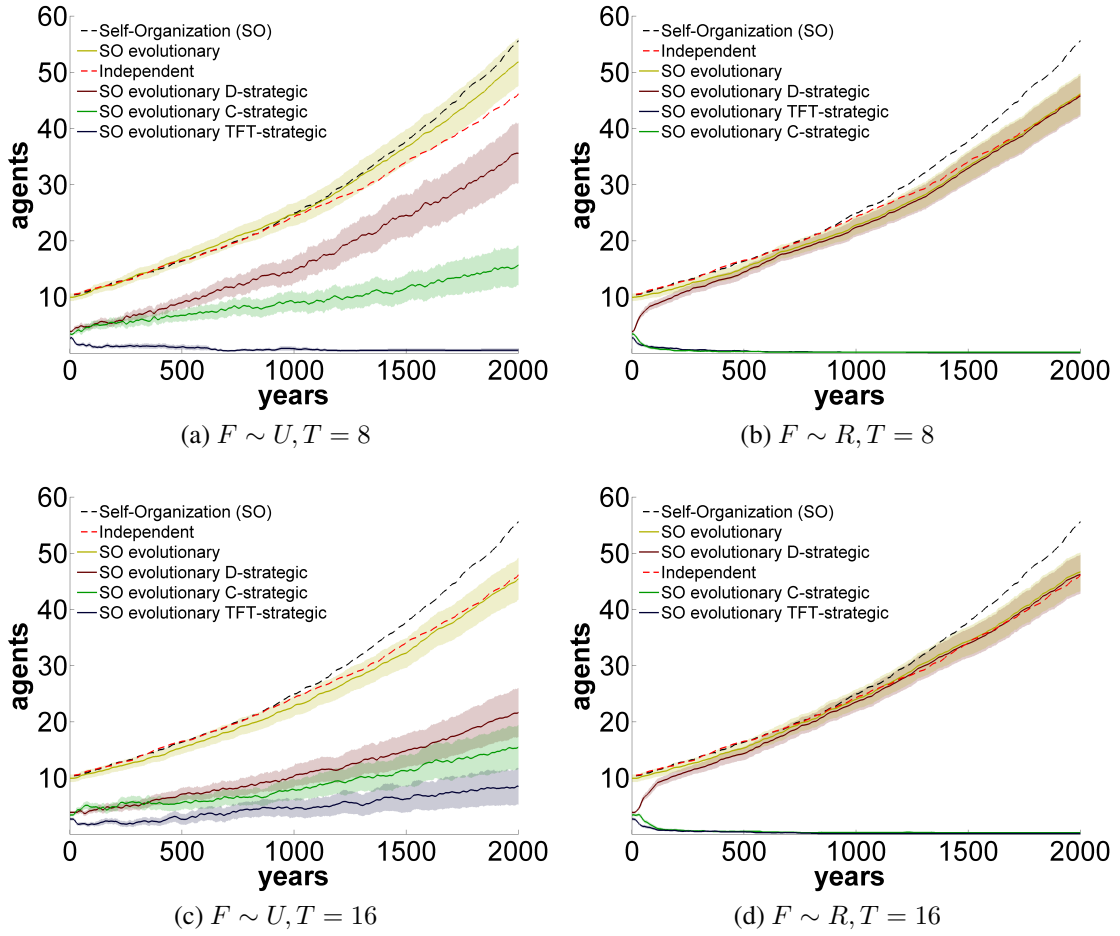 60
50
40
30
20
10
agents
Self-Organization (SO)
SO evolutionary
Independent
SO evolutionary D-strategic
SO evolutionary C-strategic
SO evolutionary TFT-strategic
0 500 1000 1500 2000
years
(a) F ∼ U, T = 8
60
50
40
30
20
10
agents
Self-Organization (SO)
Independent
SO evolutionary
SO evolutionary D-strategic
SO evolutionary TFT-strategic
SO evolutionary C-strategic
0 500 1000 1500 2000
years
(b) F ∼ R, T = 8
60
50
40
30
20
10
agents
Self-Organization (SO)
Independent
SO evolutionary
SO evolutionary D-strategic
SO evolutionary C-strategic
SO evolutionary TFT-strategic
0 500 1000 1500 2000
years
(c) F ∼ U, T = 16
60
50
40
30
20
10
agents
Self-Organization (SO)
SO evolutionary
SO evolutionary D-strategic
Independent
SO evolutionary C-strategic
SO evolutionary TFT-strategic
0 500 1000 1500 2000
years
(d) F ∼ R, T = 16